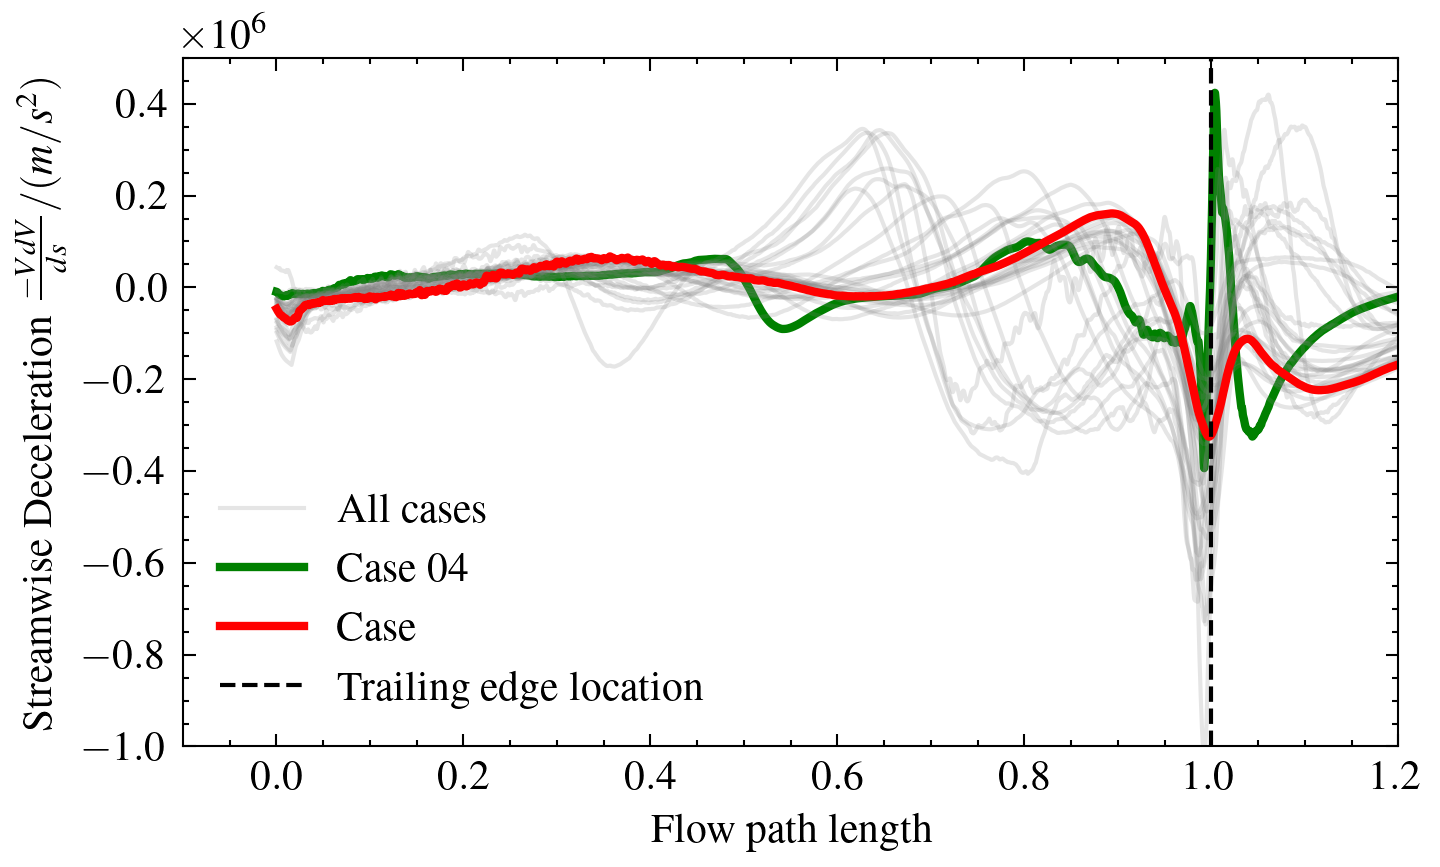 ×10⁶
Streamwise Deceleration −VdV/ds /(m/s²)
0.4
0.2
0.0
−0.2
−0.4
−0.6
−0.8
−1.0
All cases
Case 04
Case
Trailing edge location
0.0 0.2 0.4 0.6 0.8 1.0 1.2
Flow path length